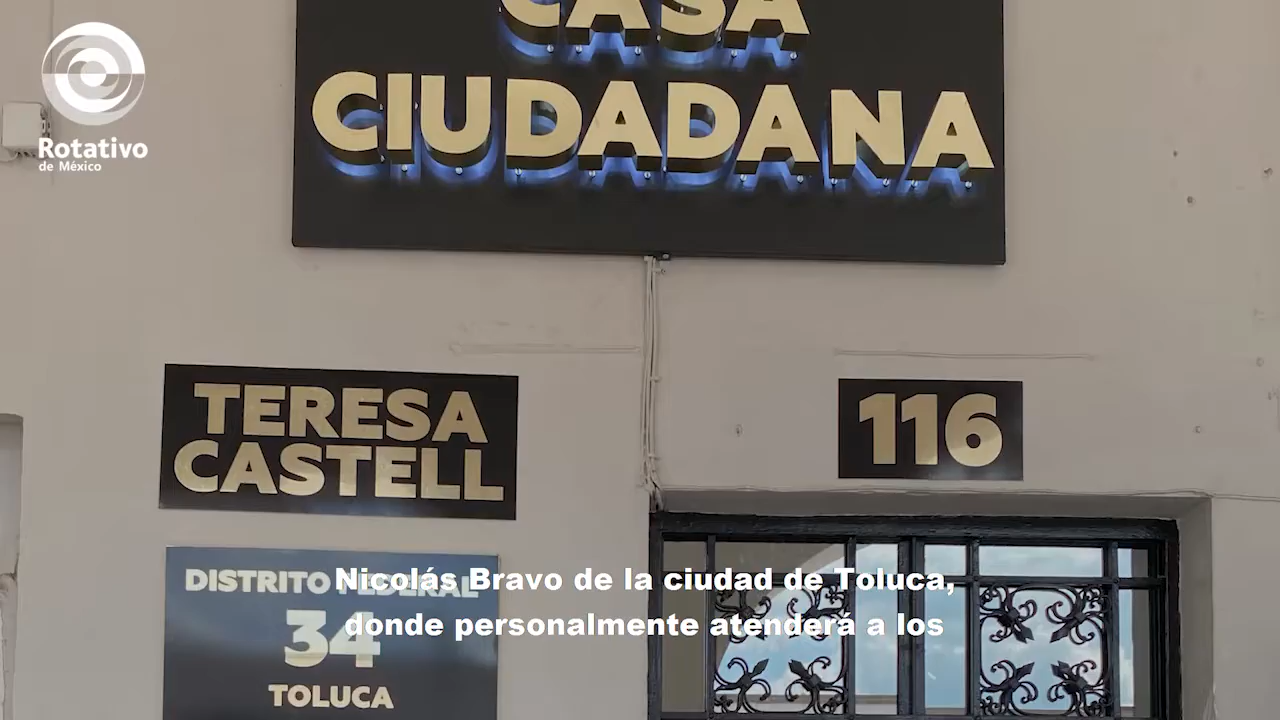 CASA
CIUDADANA
Rotativo
de México
TERESA
CASTELL
116
DISTRITO FEDERAL
34
TOLUCA
Nicolás Bravo de la ciudad de Toluca,
donde personalmente atenderá a los